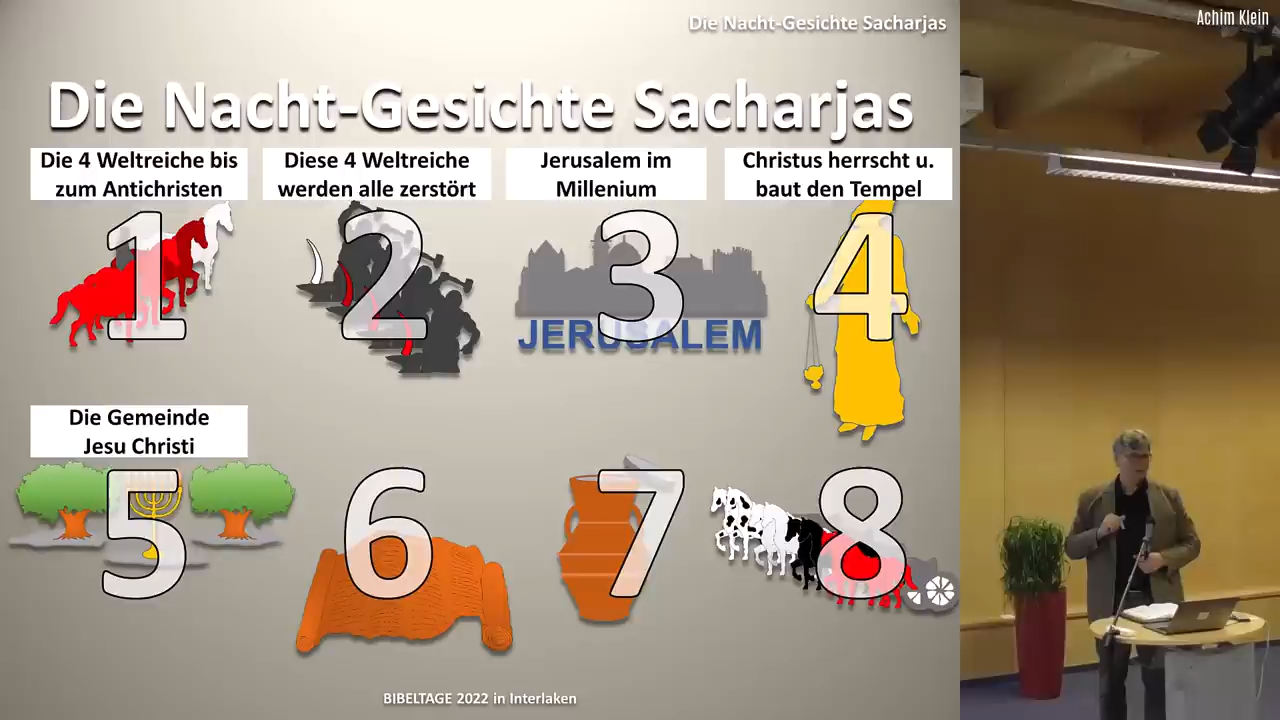 Die Nacht-Gesichte Sacharjas
Achim Klein
Die Nacht-Gesichte Sacharjas
Die 4 Weltreiche bis
zum Antichristen
Diese 4 Weltreiche
werden alle zerstört
Jerusalem im
Millenium
Christus herrscht u.
baut den Tempel
1
2
3
4
JERUSALEM
Die Gemeinde
Jesu Christi
5
6
7
8
BIBELTAGE 2022 in Interlaken